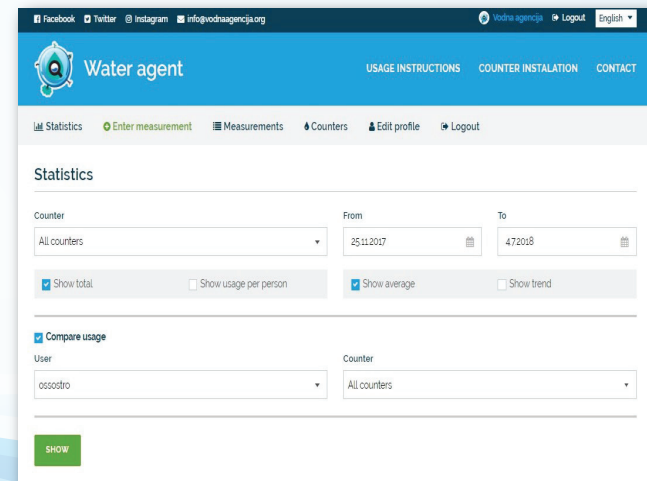 Facebook Twitter Instagram info@vodnaagencija.org Vodna agencija Logout English
Water agent USAGE INSTRUCTIONS COUNTER INSTALATION CONTACT
Statistics Enter measurement Measurements Counters Edit profile Logout
Statistics
Counter From To
All counters 25.11.2017 4.7.2018
Show total Show usage per person Show average Show trend
Compare usage
User Counter
ossostro All counters
SHOW